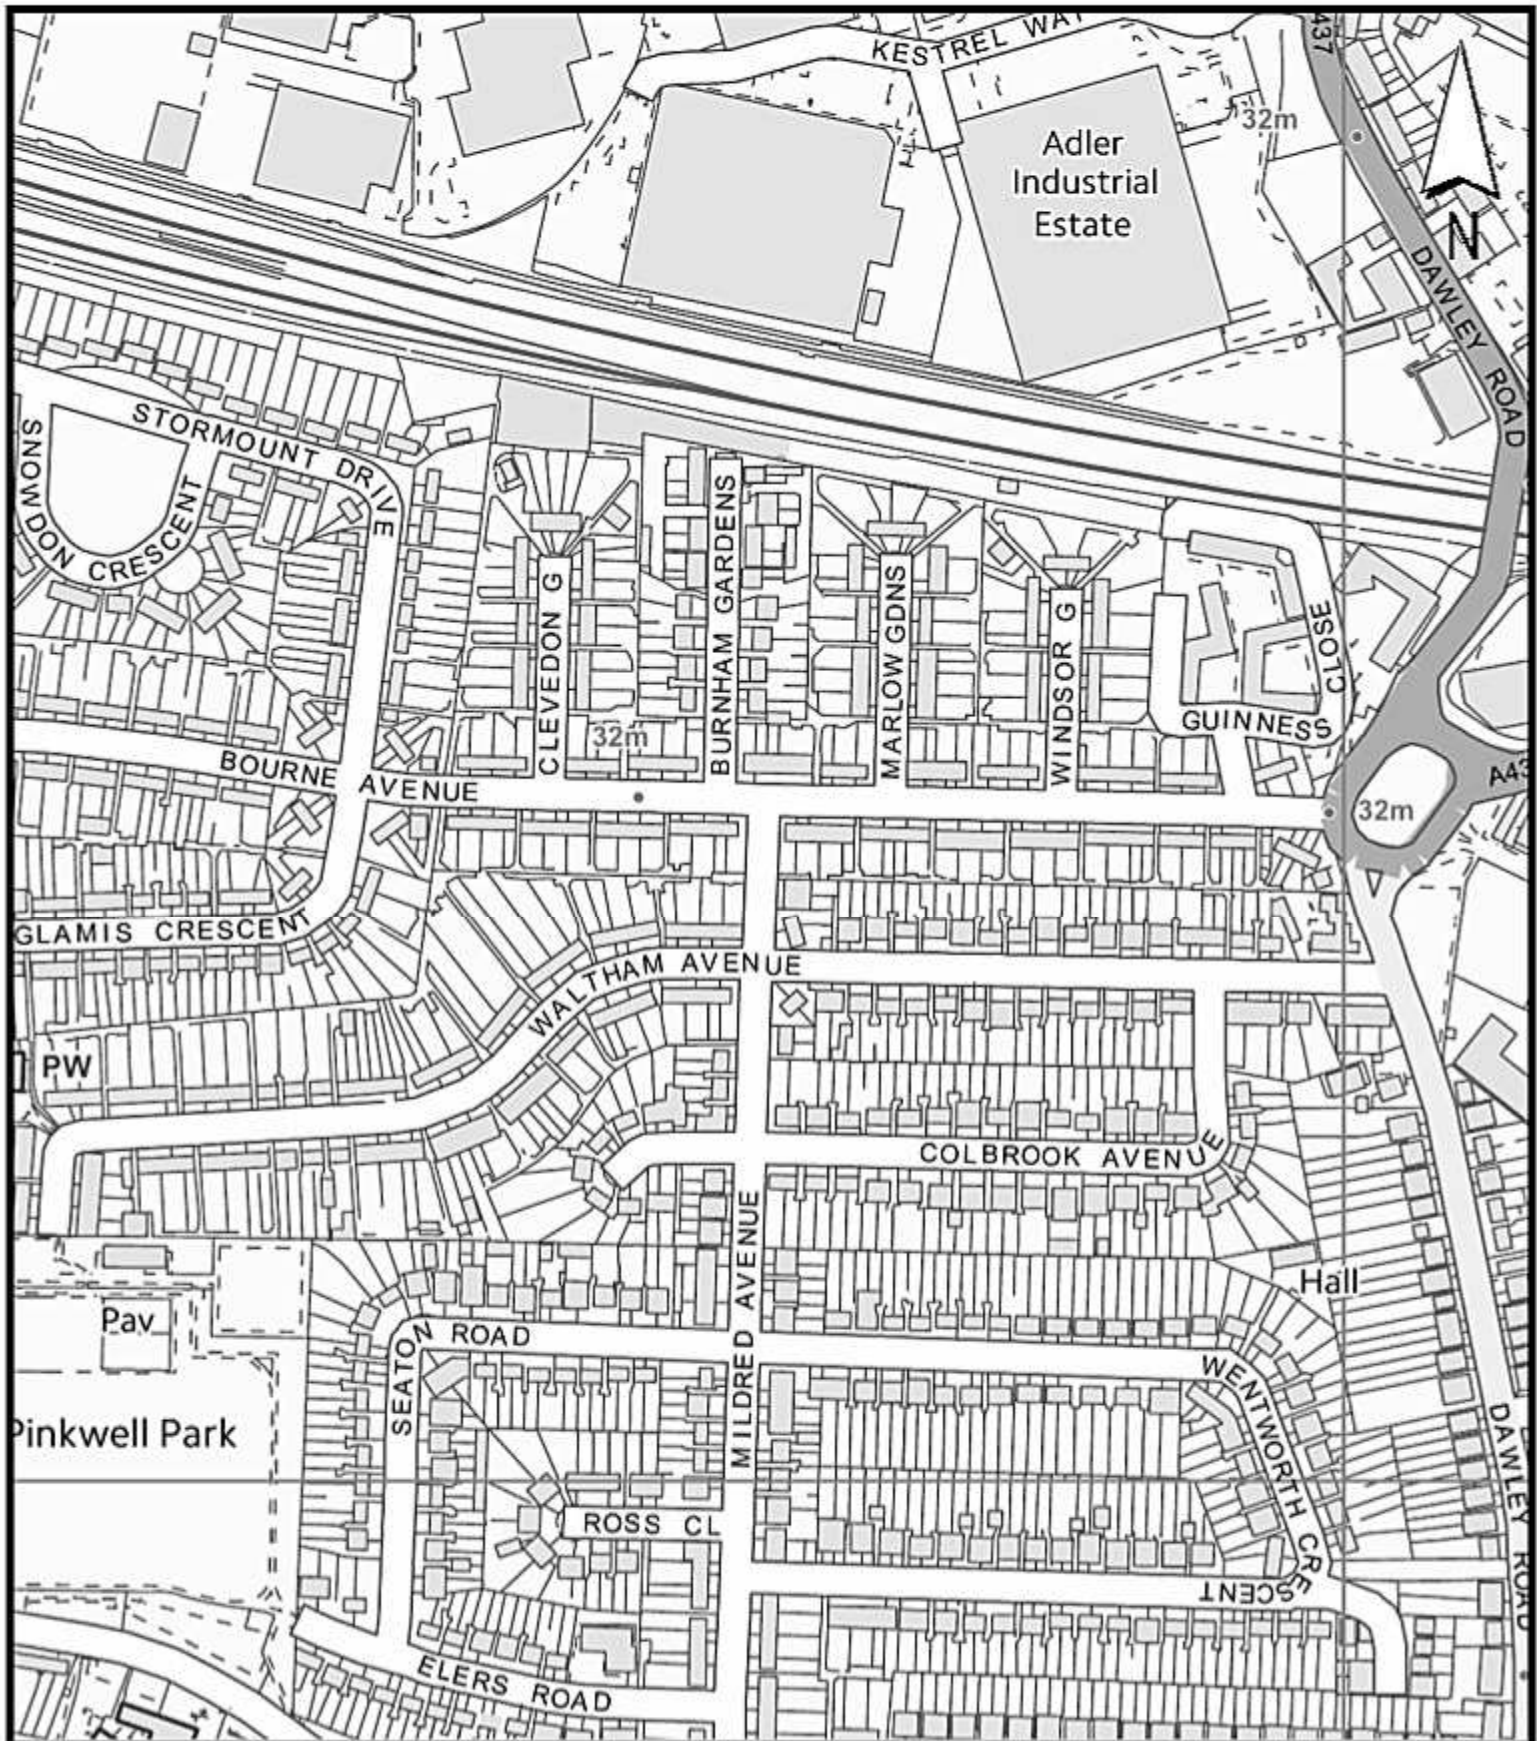 KESTREL WAY
437
32m
Adler
Industrial
Estate
N
DAWLEY ROAD
STORMOUNT DRIVE
SNOWDON CRESCENT
CLEVEDON G
BURNHAM GARDENS
MARLOW GDNS
WINDSOR G
CLOSE
GUINNESS
32m
BOURNE AVENUE
A43
32m
GLAMIS CRESCENT
WALTHAM AVENUE
PW
COLBROOK AVENUE
MILDRED AVENUE
Hall
Pav
SEATON ROAD
WENTWORTH CRESCENT
Pinkwell Park
DAWLEY ROAD
ROSS CL
ELERS ROAD